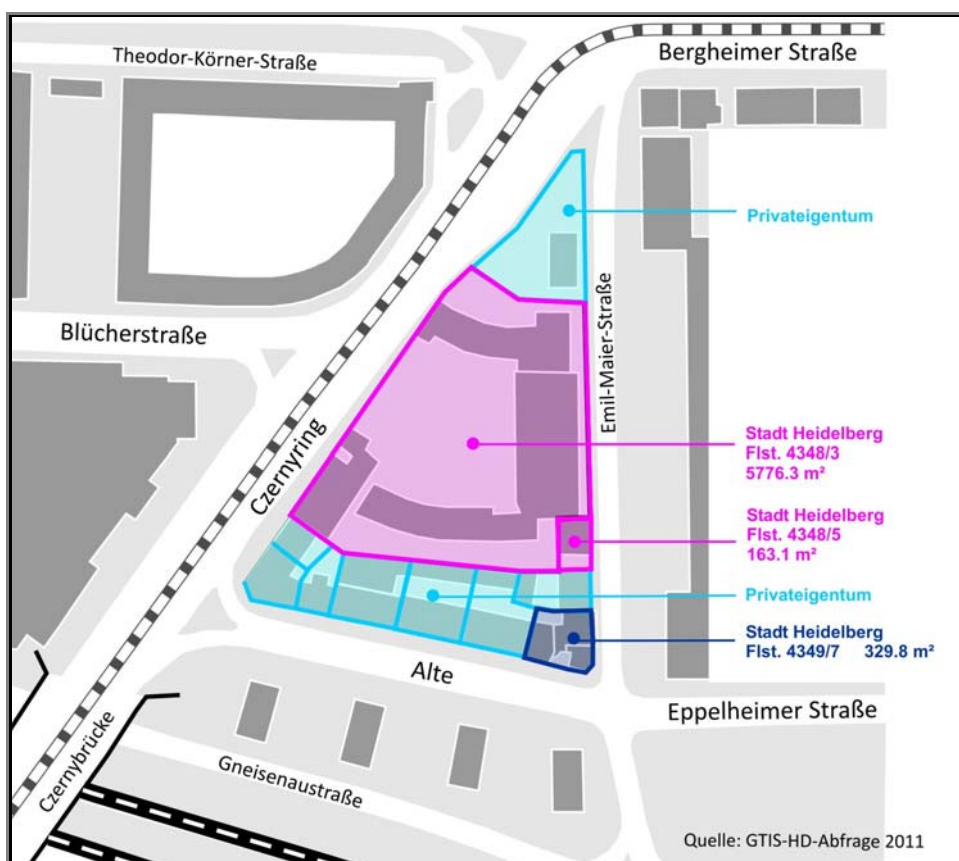 Theodor-Körner-Straße
Bergheimer Straße
Privateigentum
Blücherstraße
Emil-Maier-Straße
Czernyring
Stadt Heidelberg
Flst. 4348/3
5776.3 m²
Stadt Heidelberg
Flst. 4348/5
163.1 m²
Privateigentum
Stadt Heidelberg
Flst. 4349/7 329.8 m²
Alte
Eppelheimer Straße
Czernybrücke
Gneisenaustraße
Quelle: GTIS-HD-Abfrage 2011